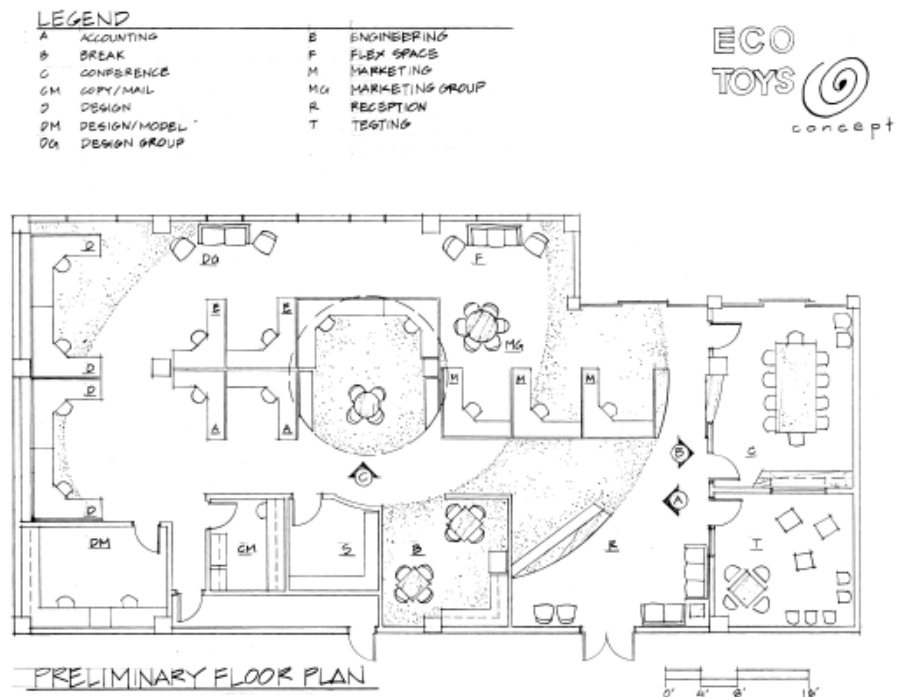 LEGEND
A ACCOUNTING
B BREAK
C CONFERENCE
CM COPY/MAIL
D DESIGN
DM DESIGN/MODEL
DG DESIGN GROUP
E ENGINEERING
F FLEX SPACE
M MARKETING
MG MARKETING GROUP
R RECEPTION
T TESTING
ECO
TOYS
concept
D
DG
F
E E
MG
D
M M M
D
A A
C
B
C
A
D
DM
CM
S
B
R
T
PRELIMINARY FLOOR PLAN
0' 4' 8' 16'